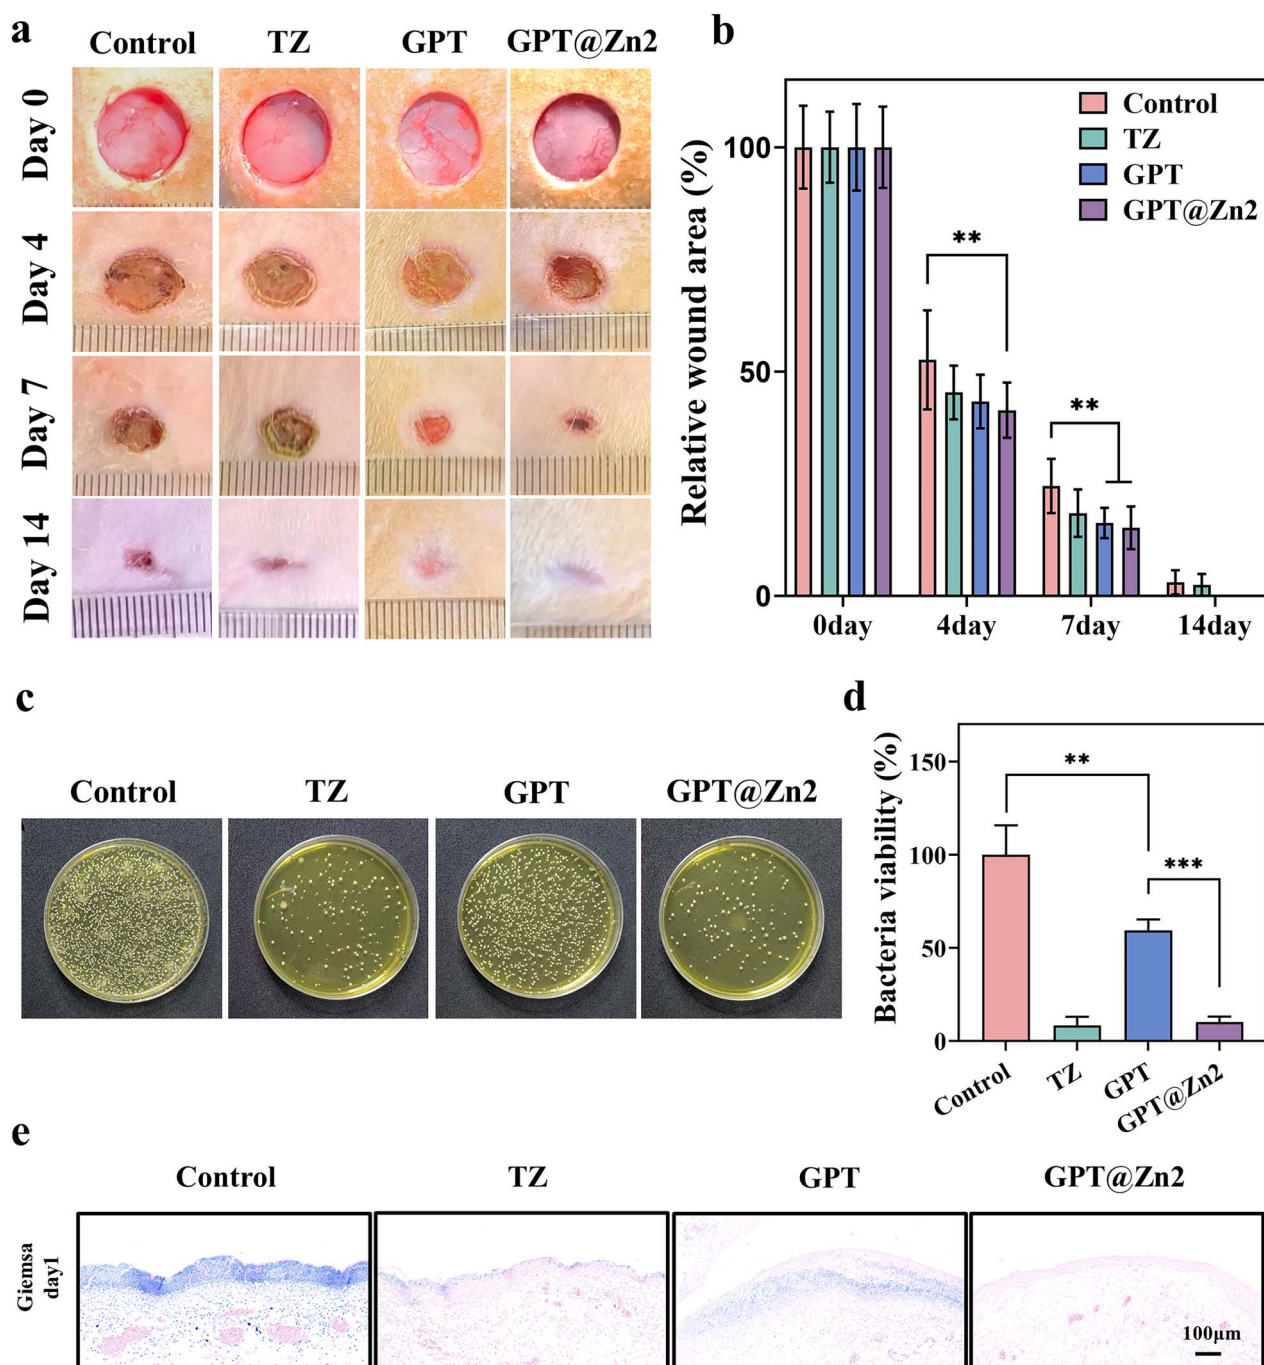 a
Control TZ GPT GPT@Zn2
Day 0
Day 4
Day 7
Day 14
b
Relative wound area (%)
100
50
0
Control
TZ
GPT
GPT@Zn2
**
**
0day 4day 7day 14day
c
Control TZ GPT GPT@Zn2
d
Bacteria viability (%)
150
100
50
0
**
***
Control TZ GPT GPT@Zn2
e
Control TZ GPT GPT@Zn2
Giemsa
day1
100μm